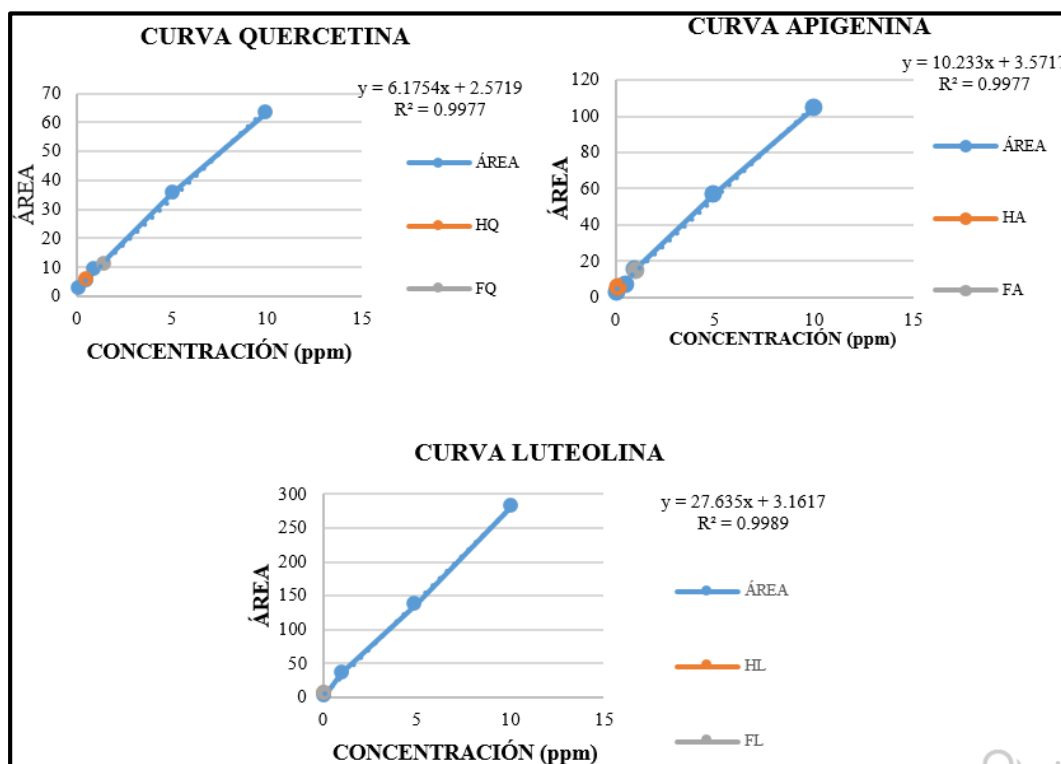 CURVA QUERCETINA
y = 6.1754x + 2.5719
R² = 0.9977
70
60
50
40
30
20
10
0
ÁREA
0 5 10 15
CONCENTRACIÓN (ppm)
ÁREA
HQ
FQ
CURVA APIGENINA
y = 10.233x + 3.5717
R² = 0.9977
120
100
80
60
40
20
0
ÁREA
0 5 10 15
CONCENTRACIÓN (ppm)
ÁREA
HA
FA
CURVA LUTEOLINA
y = 27.635x + 3.1617
R² = 0.9989
300
250
200
150
100
50
0
ÁREA
0 5 10 15
CONCENTRACIÓN (ppm)
ÁREA
HL
FL